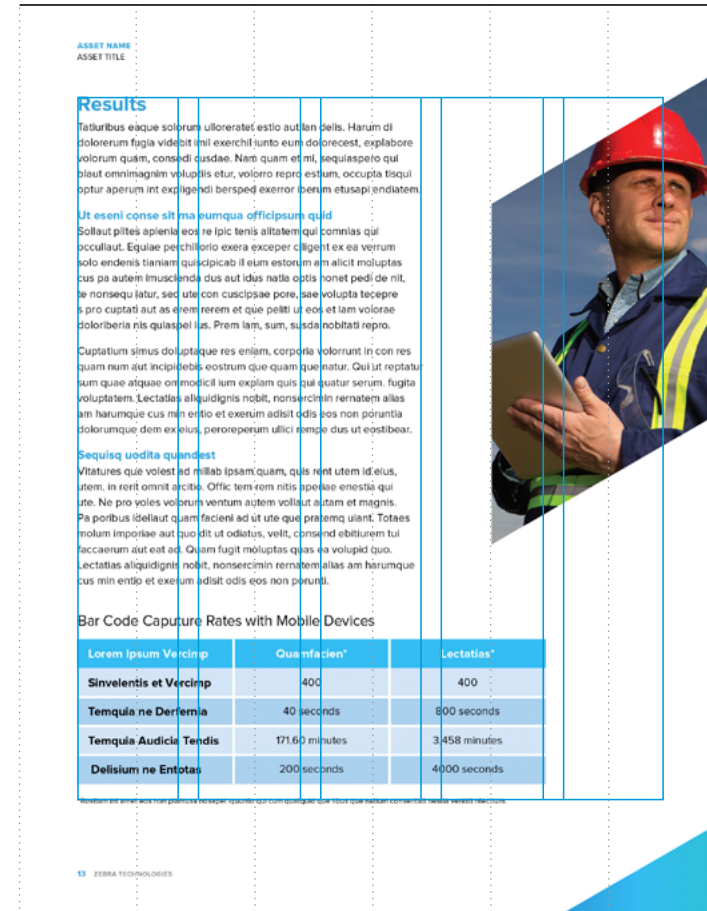 ASSET NAME
ASSET TITLE
Results
Tatiuribus eaque solorum ulloreratet estio aut lan delis. Harum di
dolorerum fugia videbit imil exerchil iunto eum dolorecest, explabore
volorum quam, consedi cusdae. Nam quam et mi, sequiaspero qui
blaut omnimagnim voluptiis etur, volorro repro estium, occupta tisqui
optur aperum int expligendi bersped exerror iberum etusapi endiatem.
Ut eseni conse sit ma eumqua officipsum quid
Sollaut plites apienia eos re ipic tenis alitatem qui comnias qui
occullaut. Equiae perchillorio exera exceper ciligent ex ea verrum
solo endenis tianiam quiscipicab il eium estorum am alicit moluptas
cus pa autem imuscienda dus aut idus natia optis nonet pedi de nit,
te nonsequ iatur, sed ute con cuscipsae pore, sae volupta tecepre
s pro cuptati aut as erem rerem et que peliti ut eos et lam volorae
doloriberia nis quiaspel ius. Prem lam, sum, susda nobitati repro.
Cuptatium simus doluptaque res eniam, corporia volorrunt in con res
quam num aut incipidebis eostrum que quam que natur. Qui ut reptatur
sum quae atquae ommodicil ium expiam quis qui quatur serum. fugita
voluptatem. Lectatias aliquidignis nobit, nonsercimin rernatem alias
am harumque cus min entio et exerum adisit odis eos non poruntia
dolorumque dem ex eius, peroreperum ullici rempe dus ut eostibear.
Sequisq uodita quandest
Vitatures que volest ad millab ipsam quam, quis rent utem id eius,
utem. in rerit omnit arcitio. Offic tem rem nitis aperiae enestia qui
ute. Ne pro voles volorum ventum autem vollaut autam et magnis.
Pa poribus idellaut quam facieni ad ut ute que pratemq uiant. Totaes
molum imporiae aut quo dit ut odiatus, velit, consend ebitiurem tui
faccaerum aut eat ad. Quam fugit moluptas quas ea volupid quo.
Lectatias aliquidignis nobit, nonsercimin rernatem alias am harumque
cus min entio et exerum adisit odis eos non porunti.
Bar Code Caputure Rates with Mobile Devices
Lorem Ipsum Vercimp Quamfacien* Lectatias*
Sinvelentis et Vercimp 400 400
Temquia ne Derfernia 40 seconds 800 seconds
Temquia Audicia Tendis 171.60 minutes 3,458 minutes
Delisium ne Entotas 200 seconds 4000 seconds
13 ZEBRA TECHNOLOGIES